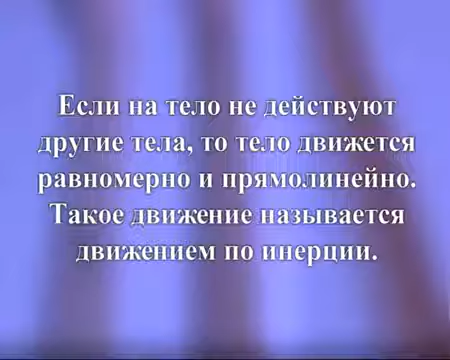 Если на тело не действуют
другие тела, то тело движется
равномерно и прямолинейно.
Такое движение называется
движением по инерции.